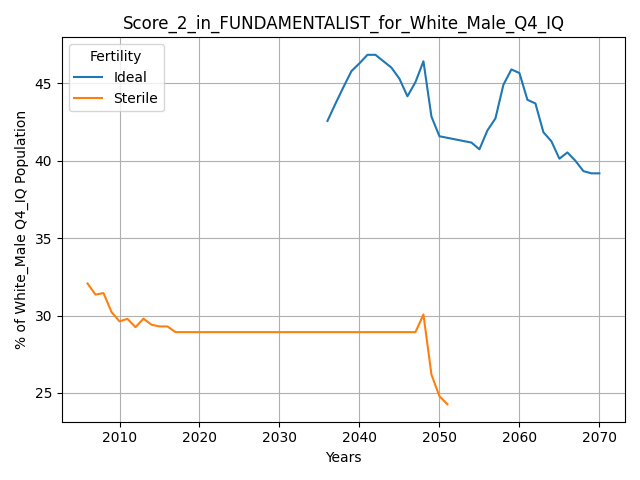 Score_2_in_FUNDAMENTALIST_for_White_Male_Q4_IQ
Fertility
Ideal
Sterile
% of White_Male Q4_IQ Population
45
40
35
30
25
2010 2020 2030 2040 2050 2060 2070
Years